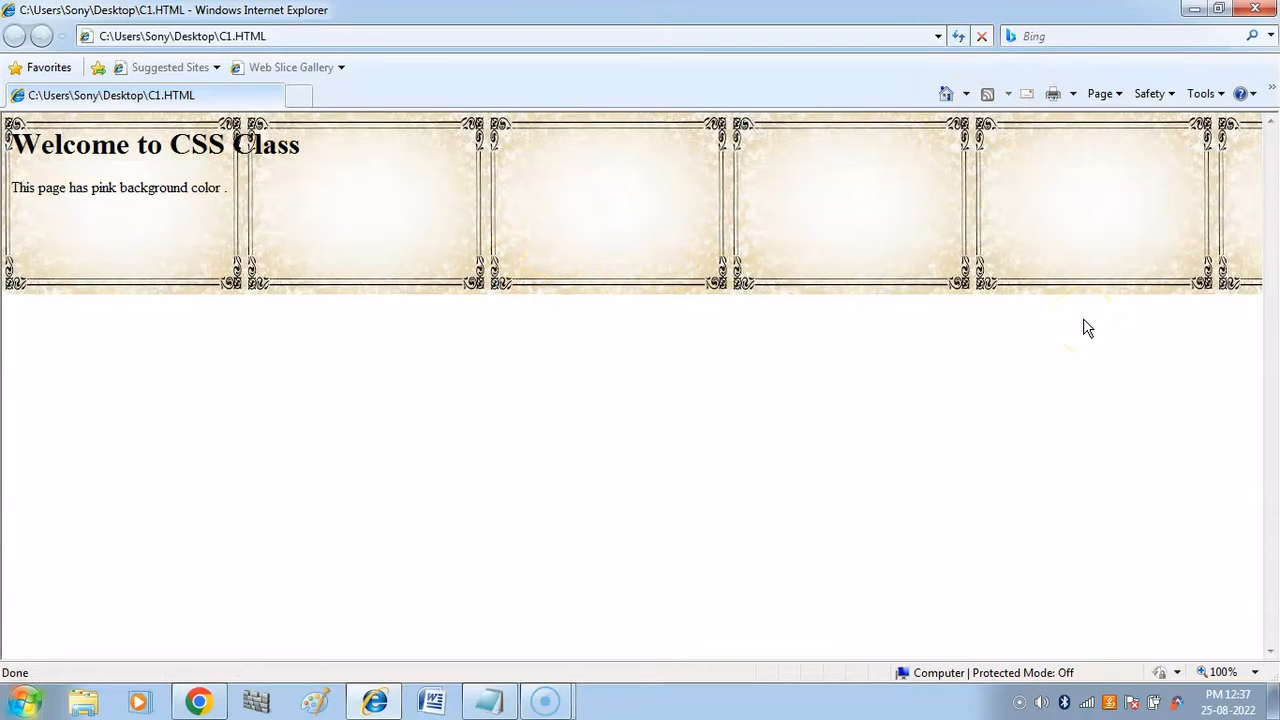 C:\Users\Sony\Desktop\C1.HTML - Windows Internet Explorer
C:\Users\Sony\Desktop\C1.HTML
Bing
Favorites
Suggested Sites
Web Slice Gallery
C:\Users\Sony\Desktop\C1.HTML
Page
Safety
Tools
Welcome to CSS Class
This page has pink background color .
Done
Computer | Protected Mode: Off
100%
PM 12:37
25-08-2022